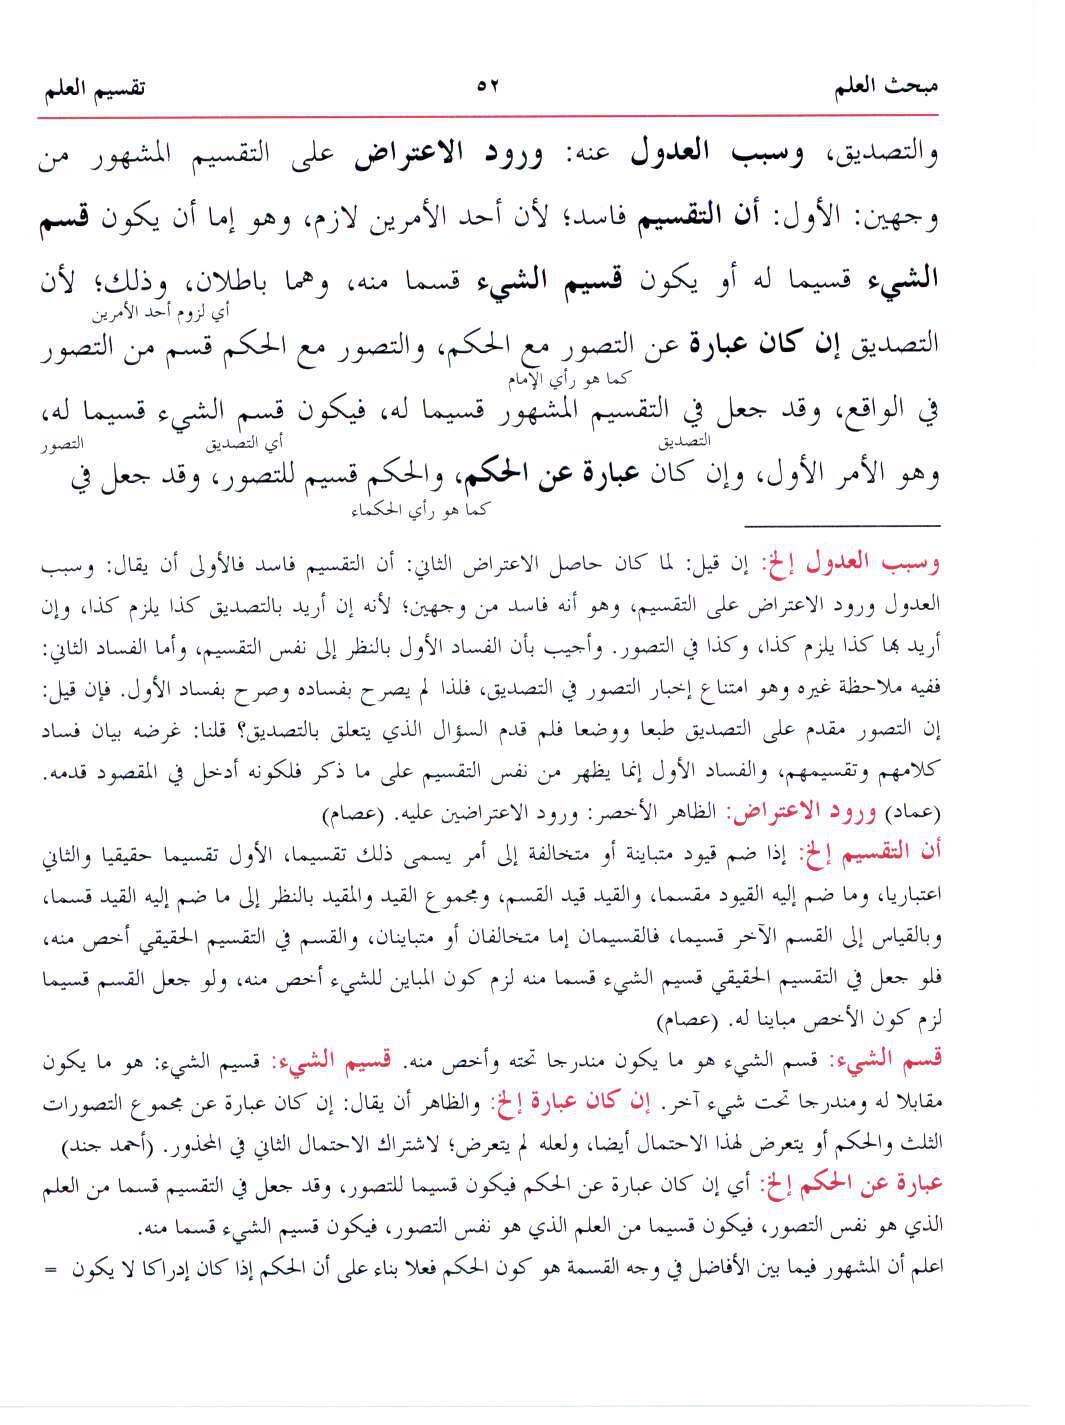 مبحث العلم ٥٢ تقسيم العلم
والتصديق، وسبب العدول عنه: ورود الاعتراض على التقسيم المشهور من
وجهين: الأول: أن التقسيم فاسد؛ لأن أحد الأمرين لازم، وهو إما أن يكون قسم
الشيء قسيما له أو يكون قسيم الشيء قسما منه، وهما باطلان، وذلك؛ لأن
أي لزوم أحد الأمرين
التصديق إن كان عبارة عن التصور مع الحكم، والتصور مع الحكم قسم من التصور
كما هو رأي الإمام
في الواقع، وقد جعل في التقسيم المشهور قسيما له، فيكون قسم الشيء قسيما له،
التصديق أي التصديق التصور
وهو الأمر الأول، وإن كان عبارة عن الحكم، والحكم قسيم للتصور، وقد جعل في
كما هو رأي الحكماء
وسبب العدول إلخ: إن قيل: لما كان حاصل الاعتراض الثاني: أن التقسيم فاسد فالأولى أن يقال: وسبب
العدول ورود الاعتراض على التقسيم، وهو أنه فاسد من وجهين؛ لأنه إن أريد بالتصديق كذا يلزم كذا، وإن
أريد بها كذا يلزم كذا، وكذا في التصور. وأجيب بأن الفساد الأول بالنظر إلى نفس التقسيم، وأما الفساد الثاني:
ففيه ملاحظة غيره وهو امتناع إخبار التصور في التصديق، فلذا لم يصرح بفساده وصرح بفساد الأول. فإن قيل:
إن التصور مقدم على التصديق طبعا ووضعا فلم قدم السؤال الذي يتعلق بالتصديق؟ قلنا: غرضه بيان فساد
كلامهم وتقسيمهم، والفساد الأول إنما يظهر من نفس التقسيم على ما ذكر فلكونه أدخل في المقصود قدمه.
(عماد) ورود الاعتراض: الظاهر الأخصر: ورود الاعتراضين عليه. (عصام)
أن التقسيم إلخ: إذا ضم قيود متباينة أو متخالفة إلى أمر يسمى ذلك تقسيما، الأول تقسيما حقيقيا والثاني
اعتباريا، وما ضم إليه القيود مقسما، والقيد قيد القسم، ومجموع القيد والمقيد بالنظر إلى ما ضم إليه القيد قسما،
وبالقياس إلى القسم الآخر قسيما، فالقسيمان إما متخالفان أو متباينان، والقسم في التقسيم الحقيقي أخص منه،
فلو جعل في التقسيم الحقيقي قسيم الشيء قسما منه لزم كون المباين للشيء أخص منه، ولو جعل القسم قسيما
لزم كون الأخص مباينا له. (عصام)
قسم الشيء: قسم الشيء هو ما يكون مندرجا تحته وأخص منه. قسيم الشيء: قسيم الشيء: هو ما يكون
مقابلا له ومندرجا تحت شيء آخر. إن كان عبارة إلخ: والظاهر أن يقال: إن كان عبارة عن مجموع التصورات
الثلث والحكم أو يتعرض لهذا الاحتمال أيضا، ولعله لم يتعرض؛ لاشتراك الاحتمال الثاني في المحذور. (أحمد جند)
عبارة عن الحكم إلخ: أي إن كان عبارة عن الحكم فيكون قسيما للتصور، وقد جعل في التقسيم قسما من العلم
الذي هو نفس التصور، فيكون قسيما من العلم الذي هو نفس التصور، فيكون قسيم الشيء قسما منه.
اعلم أن المشهور فيما بين الأفاضل في وجه القسمة هو كون الحكم فعلا بناء على أن الحكم إذا كان إدراكا لا يكون =